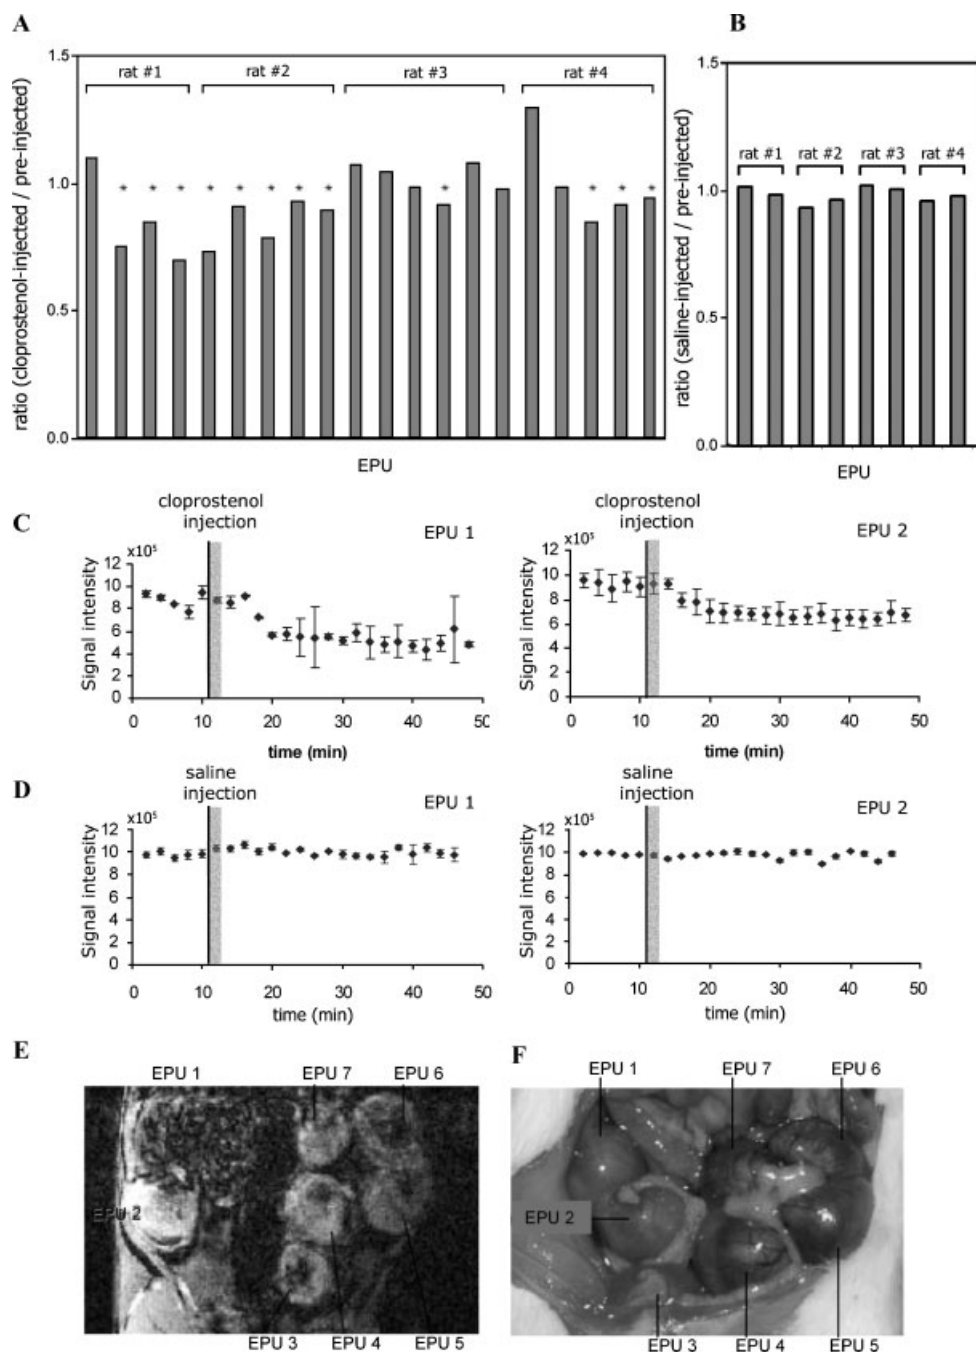 A
B
ratio (cloprostenol-injected / pre-injected)
1.5
1.0
0.5
0.0
rat #1
rat #2
rat #3
rat #4
* * * * * * * * * * * *
EPU
ratio (saline-injected / pre-injected)
1.5
1.0
0.5
0.0
rat #1
rat #2
rat #3
rat #4
EPU
C
cloprostenol
injection
EPU 1
x10⁵
Signal intensity
12
10
8
6
4
2
0
0 10 20 30 40 50
time (min)
cloprostenol
injection
EPU 2
x10⁵
Signal intensity
12
10
8
6
4
2
0
0 10 20 30 40 50
time (min)
D
saline
injection
EPU 1
x10⁵
Signal intensity
12
10
8
6
4
2
0
0 10 20 30 40 50
time (min)
saline
injection
EPU 2
x10⁵
Signal intensity
12
10
8
6
4
2
0
0 10 20 30 40 50
time (min)
E
EPU 1
EPU 7
EPU 6
EPU 2
EPU 3
EPU 4
EPU 5
F
EPU 1
EPU 7
EPU 6
EPU 2
EPU 3
EPU 4
EPU 5